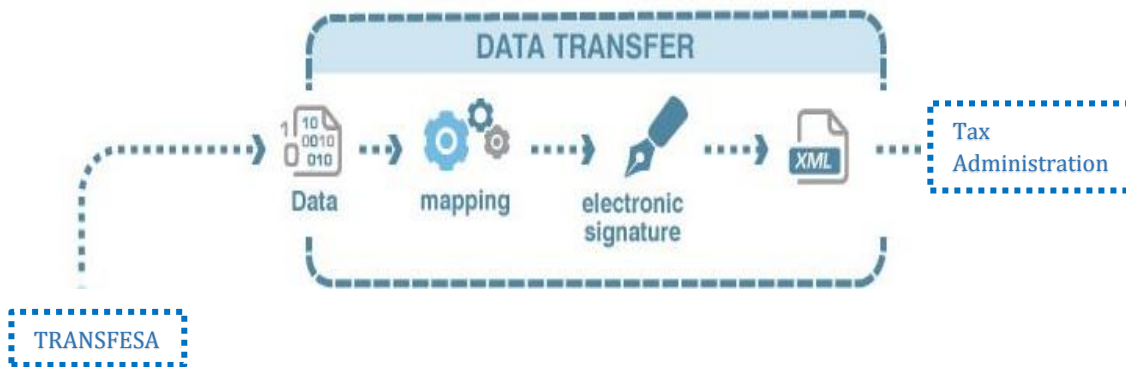 DATA TRANSFER
1 10
0 0010
010
Data
mapping
electronic
signature
XML
Tax
Administration
TRANSFESA